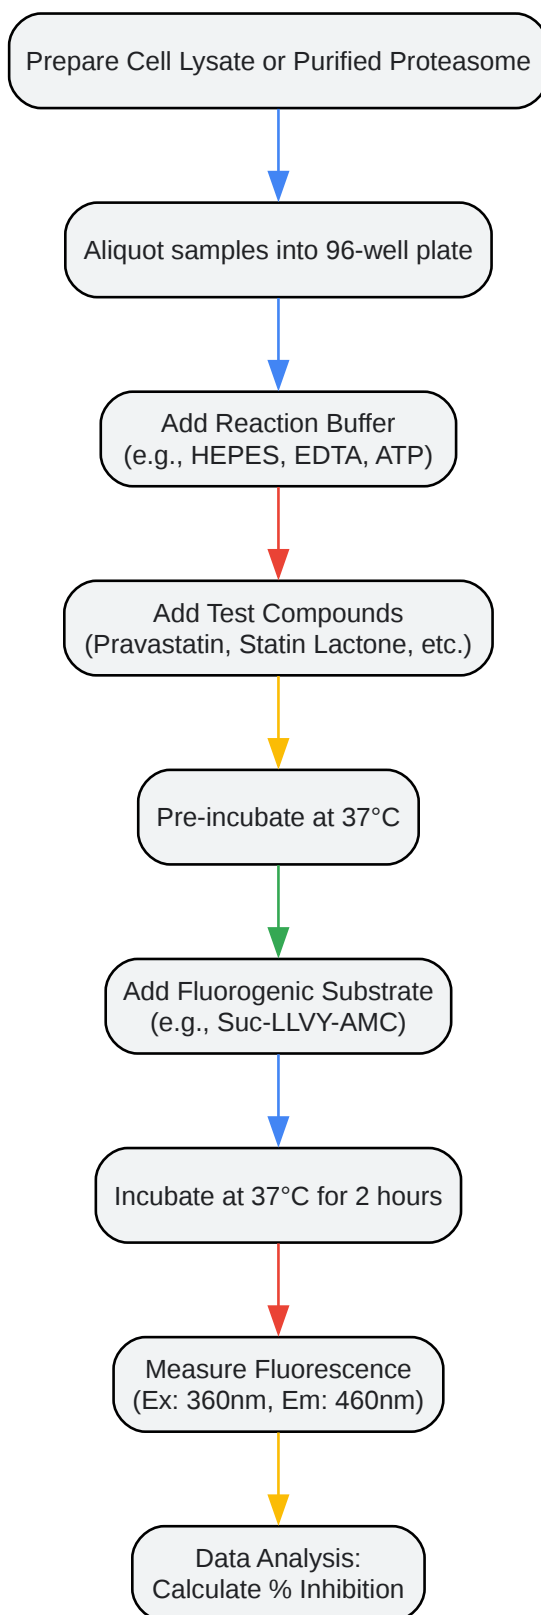 Prepare Cell Lysate or Purified Proteasome
Aliquot samples into 96-well plate
Add Reaction Buffer
(e.g., HEPES, EDTA, ATP)
Add Test Compounds
(Pravastatin, Statin Lactone, etc.)
Pre-incubate at 37°C
Add Fluorogenic Substrate
(e.g., Suc-LLVY-AMC)
Incubate at 37°C for 2 hours
Measure Fluorescence
(Ex: 360nm, Em: 460nm)
Data Analysis:
Calculate % Inhibition